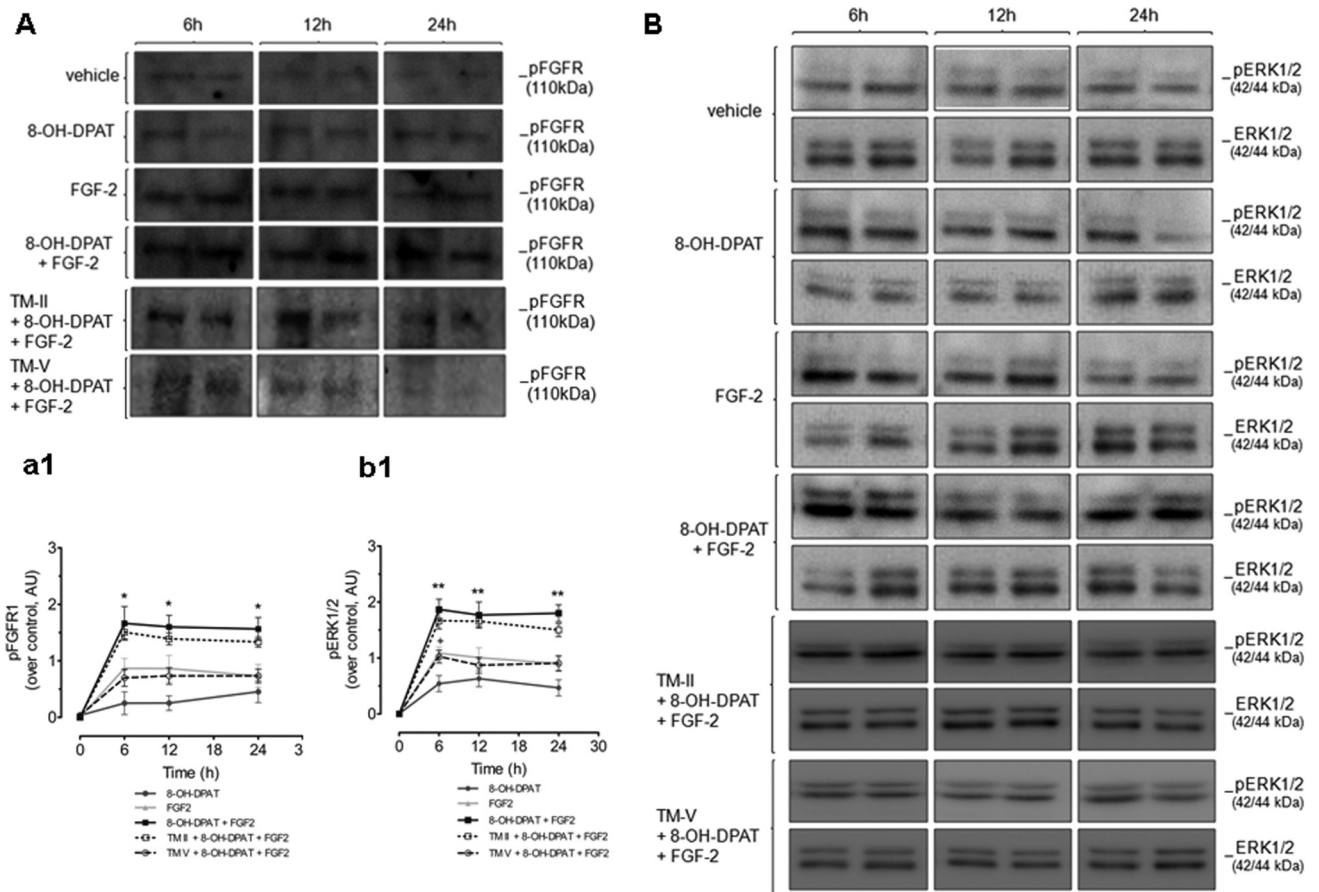 A
6h
12h
24h
vehicle
_pFGFR
(110kDa)
8-OH-DPAT
_pFGFR
(110kDa)
FGF-2
_pFGFR
(110kDa)
8-OH-DPAT
+ FGF-2
_pFGFR
(110kDa)
TM-II
+ 8-OH-DPAT
+ FGF-2
_pFGFR
(110kDa)
TM-V
+ 8-OH-DPAT
+ FGF-2
_pFGFR
(110kDa)
a1
pFGFR1
(over control, AU)
3
2
1
0
*
*
*
0
6
12
18
24
3
Time (h)
8-OH-DPAT
FGF2
8-OH-DPAT + FGF2
TM II + 8-OH-DPAT + FGF2
TM V + 8-OH-DPAT + FGF2
b1
pERK1/2
(over control, AU)
3
2
1
0
**
**
**
+
0
6
12
18
24
30
Time (h)
8-OH-DPAT
FGF2
8-OH-DPAT + FGF2
TM II + 8-OH-DPAT + FGF2
TM V + 8-OH-DPAT + FGF2
B
6h
12h
24h
vehicle
_pERK1/2
(42/44 kDa)
_ERK1/2
(42/44 kDa)
8-OH-DPAT
_pERK1/2
(42/44 kDa)
_ERK1/2
(42/44 kDa)
FGF-2
_pERK1/2
(42/44 kDa)
_ERK1/2
(42/44 kDa)
8-OH-DPAT
+ FGF-2
_pERK1/2
(42/44 kDa)
_ERK1/2
(42/44 kDa)
TM-II
+ 8-OH-DPAT
+ FGF-2
_pERK1/2
(42/44 kDa)
_ERK1/2
(42/44 kDa)
TM-V
+ 8-OH-DPAT
+ FGF-2
_pERK1/2
(42/44 kDa)
_ERK1/2
(42/44 kDa)